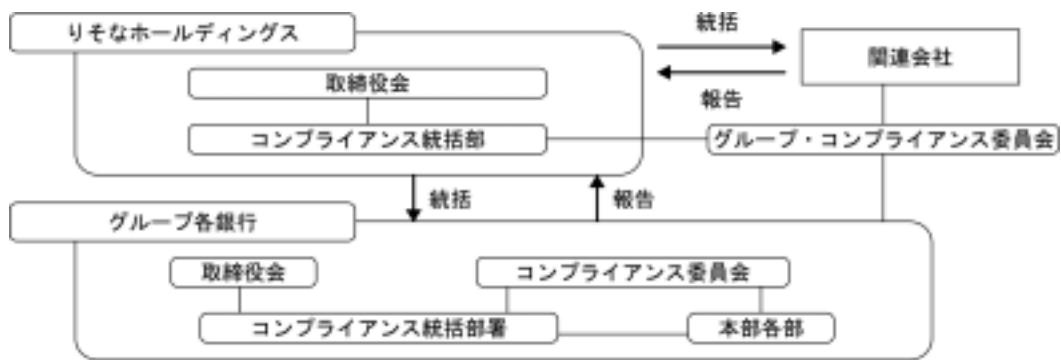 りそなホールディングス
統括
関連会社
取締役会
報告
コンプライアンス統括部
グループ・コンプライアンス委員会
統括
報告
グループ各銀行
取締役会
コンプライアンス委員会
コンプライアンス統括部署
本部各部